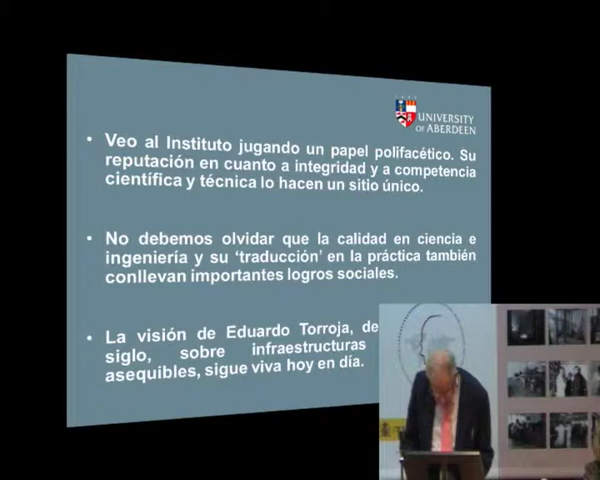 UNIVERSITY
OF ABERDEEN
• Veo al Instituto jugando un papel polifacético. Su
reputación en cuanto a integridad y a competencia
científica y técnica lo hacen un sitio único.
• No debemos olvidar que la calidad en ciencia e
ingeniería y su ‘traducción’ en la práctica también
conllevan importantes logros sociales.
• La visión de Eduardo Torroja, de
siglo, sobre infraestructuras
asequibles, sigue viva hoy en día.